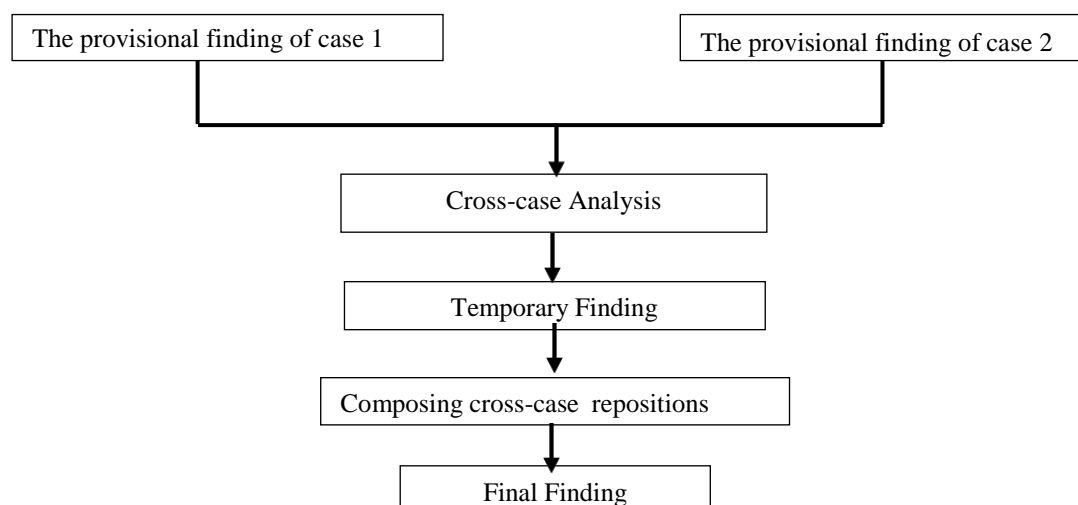 The provisional finding of case 1
The provisional finding of case 2
Cross-case Analysis
Temporary Finding
Composing cross-case repositions
Final Finding